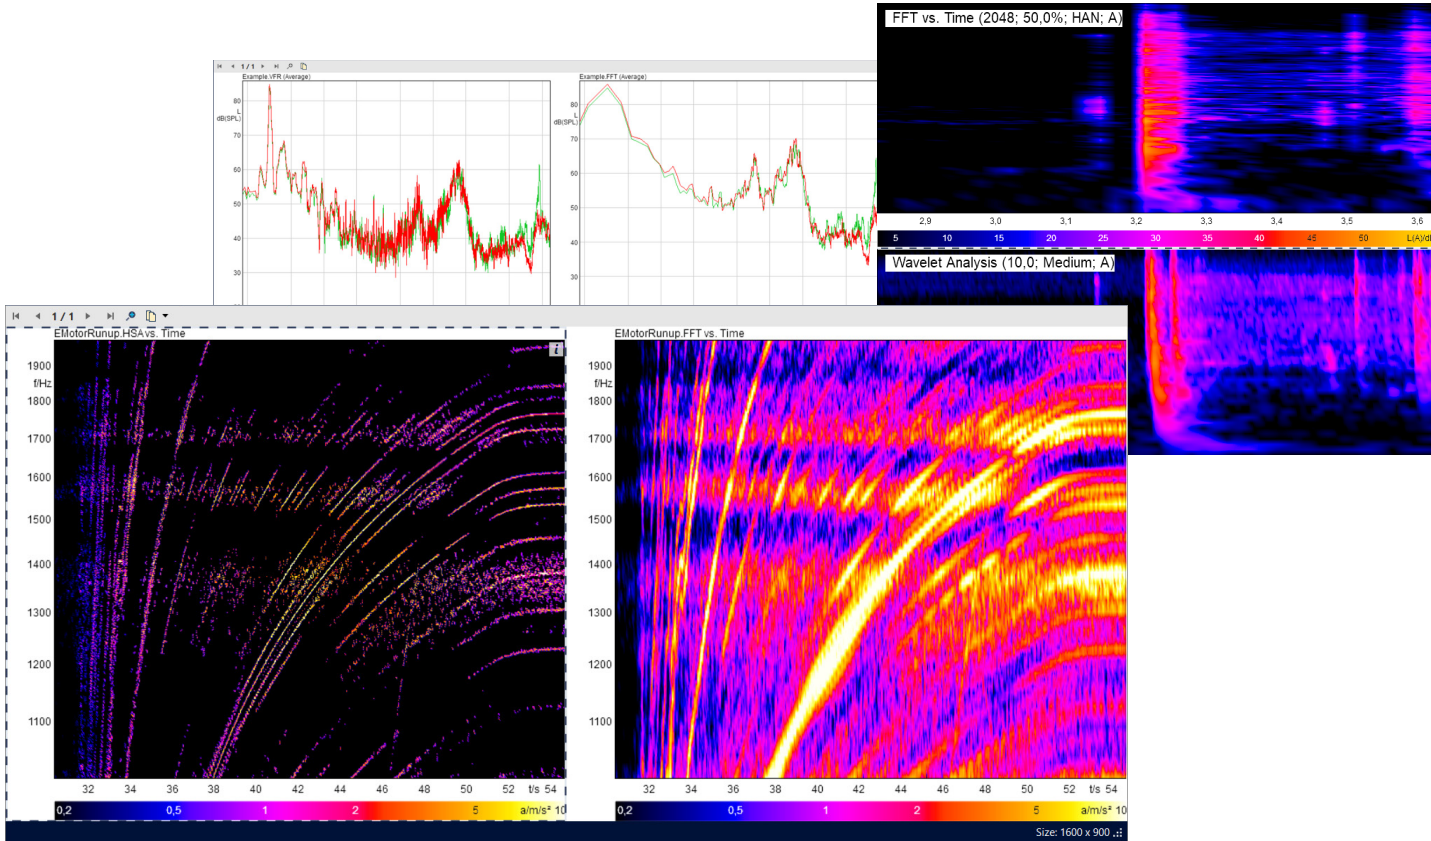 FFT vs. Time (2048; 50,0%; HAN; A)
2,9 3,0 3,1 3,2 3,3 3,4 3,5 3,6
5 10 15 20 25 30 35 40 45 50 L(A)/d
Wavelet Analysis (10,0; Medium; A)
1 / 1
Example.VFR (Average)
80
L
dB(SPL)
70
60
50
40
30
Example.FFT (Average)
80
L
dB(SPL)
70
60
50
40
30
1 / 1
EMotorRunup.HSA vs. Time
1900
f/Hz
1800
1700
1600
1500
1400
1300
1200
1100
32 34 36 38 40 42 44 46 48 50 52 t/s 54
0,2 0,5 1 2 5 a/m/s² 10
EMotorRunup.FFT vs. Time
1900
f/Hz
1800
1700
1600
1500
1400
1300
1200
1100
32 34 36 38 40 42 44 46 48 50 52 t/s 54
0,2 0,5 1 2 5 a/m/s² 10
Size: 1600 x 900